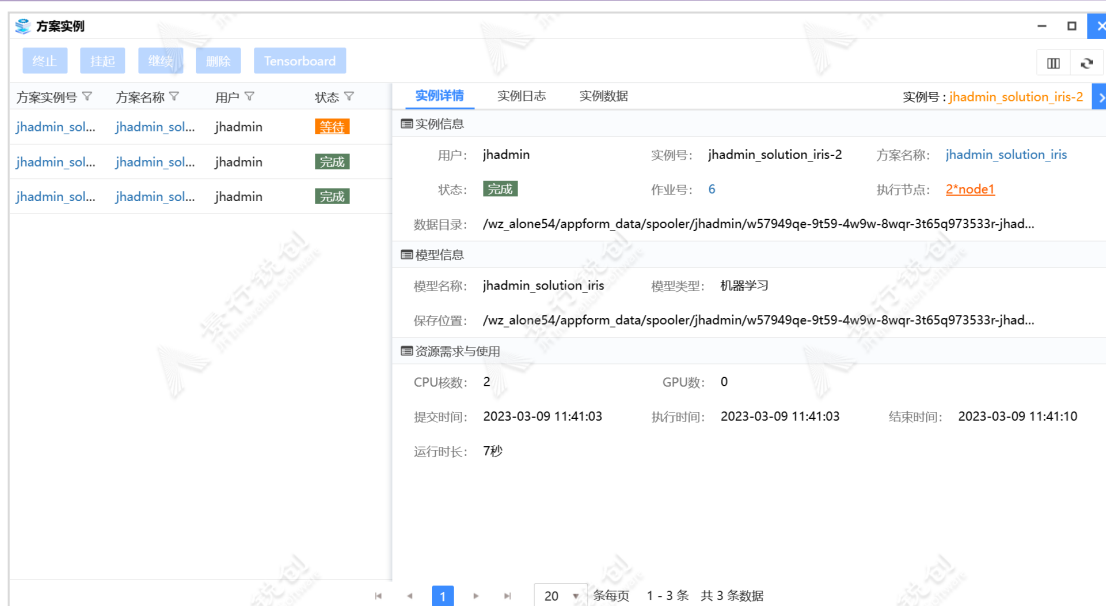 方案实例
终止 挂起 继续 删除 Tensorboard
方案实例号 方案名称 用户 状态
jhadmin_sol... jhadmin_sol... jhadmin 等待
jhadmin_sol... jhadmin_sol... jhadmin 完成
jhadmin_sol... jhadmin_sol... jhadmin 完成
实例详情 实例日志 实例数据 实例号：jhadmin_solution_iris-2
实例信息
用户： jhadmin 实例号： jhadmin_solution_iris-2 方案名称： jhadmin_solution_iris
状态： 完成 作业号： 6 执行节点： 2*node1
数据目录： /wz_alone54/appform_data/spooler/jhadmin/w57949qe-9t59-4w9w-8wqr-3t65q973533r-jhad...
模型信息
模型名称： jhadmin_solution_iris 模型类型： 机器学习
保存位置： /wz_alone54/appform_data/spooler/jhadmin/w57949qe-9t59-4w9w-8wqr-3t65q973533r-jhad...
资源需求与使用
CPU核数： 2 GPU数： 0
提交时间： 2023-03-09 11:41:03 执行时间： 2023-03-09 11:41:03 结束时间： 2023-03-09 11:41:10
运行时长： 7秒
1 20 条每页 1 - 3 条 共 3 条数据